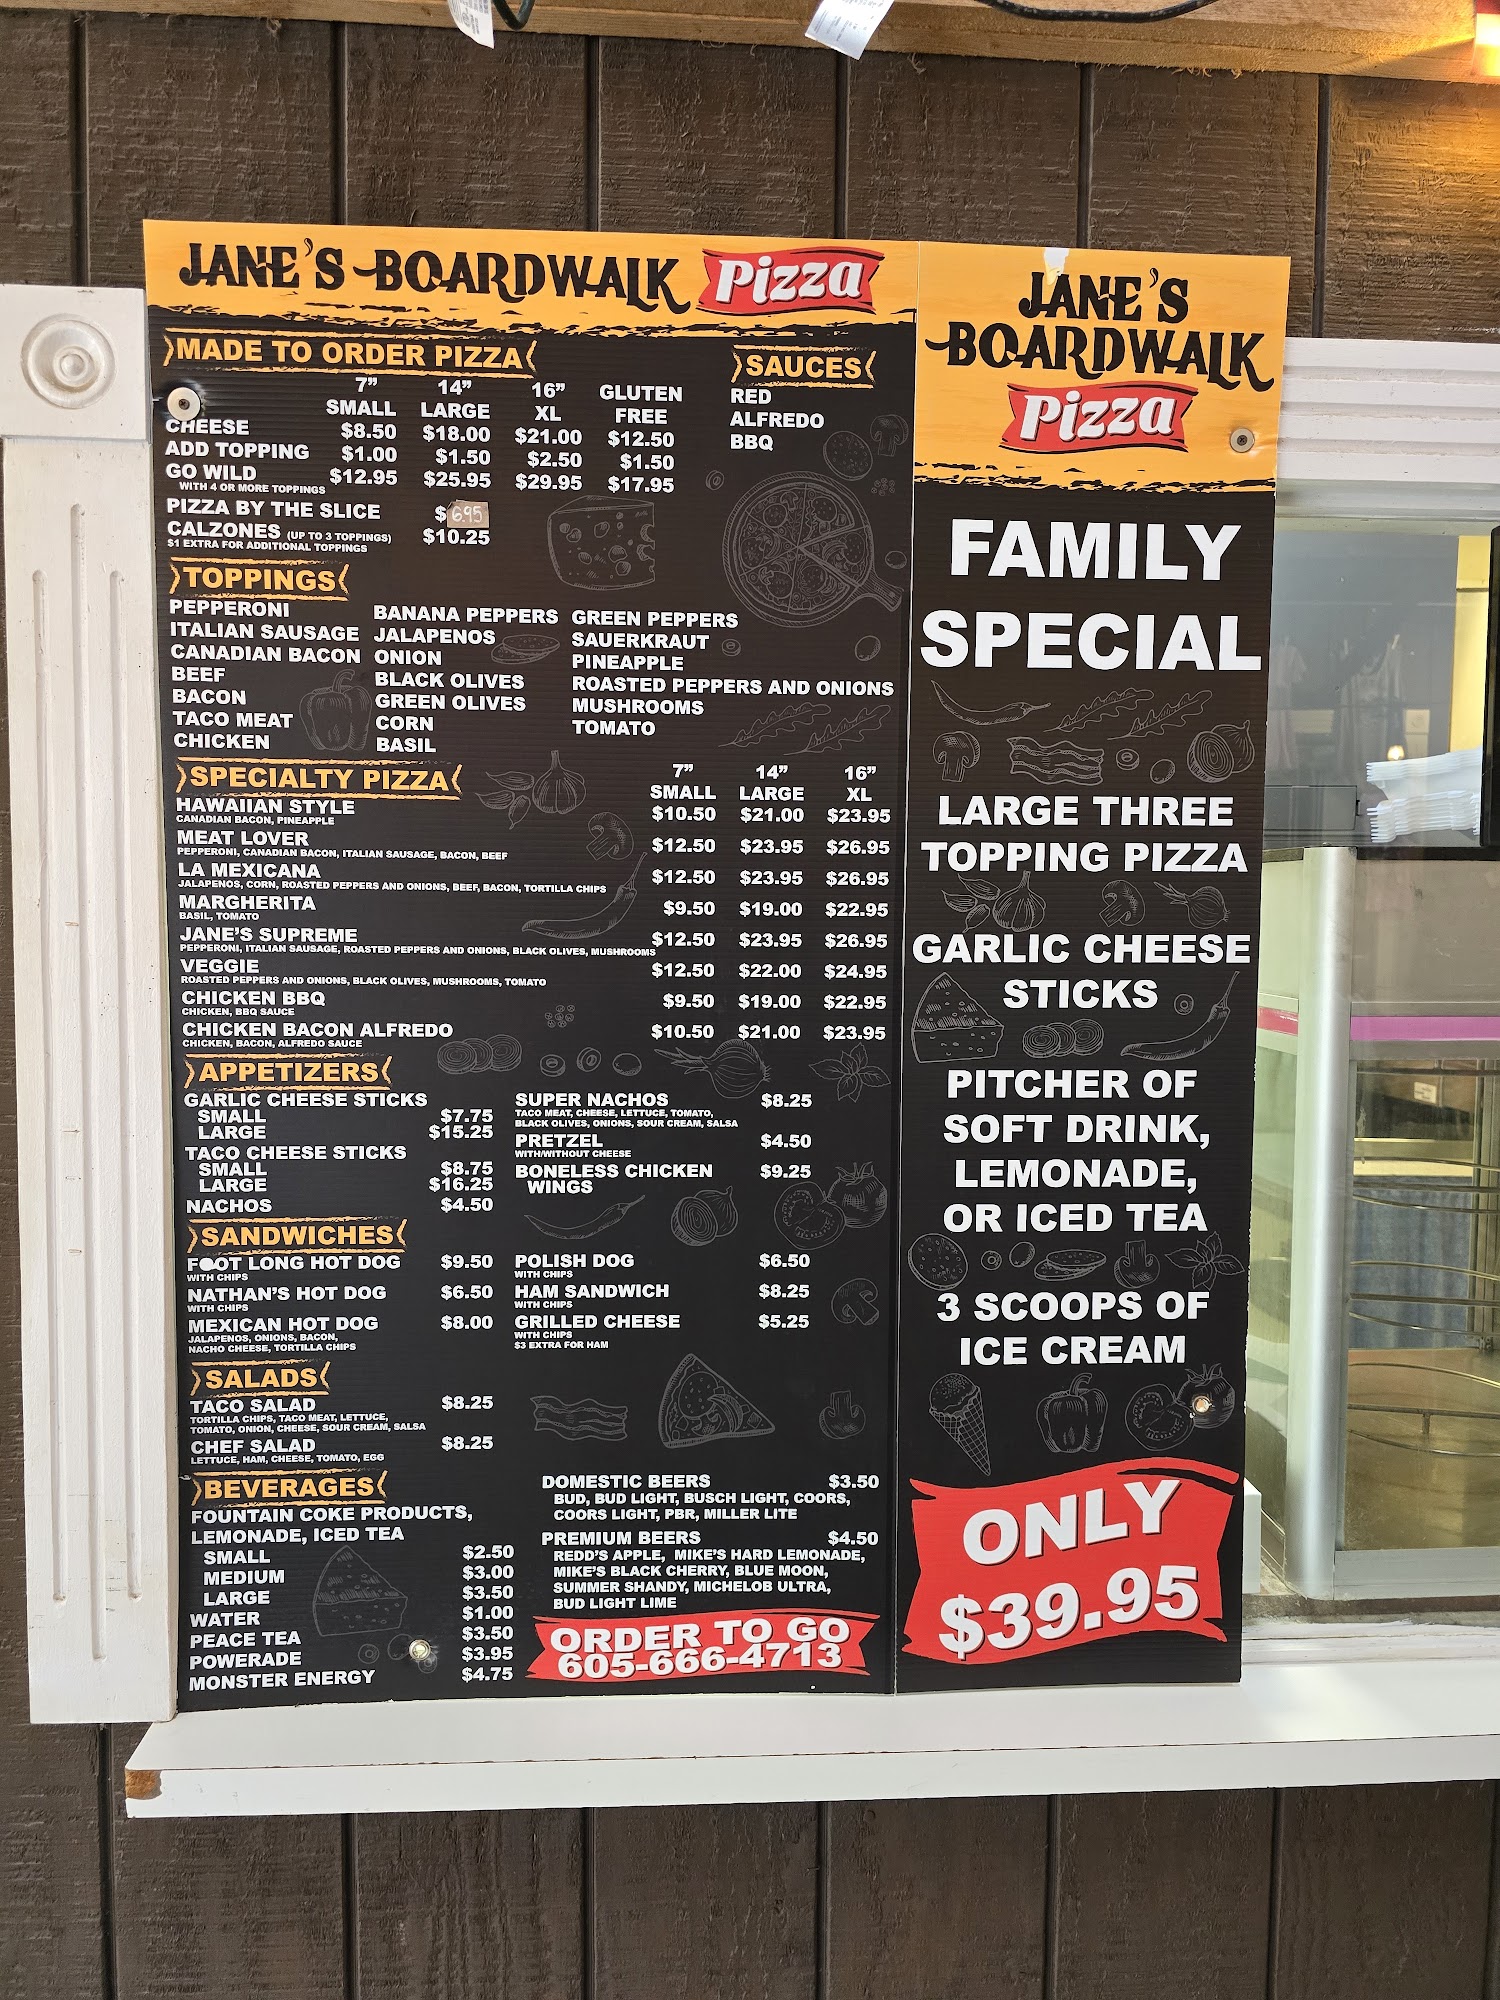 JANE'S BOARDWALK Pizza
MADE TO ORDER PIZZA
7" 14" 16" GLUTEN
SMALL LARGE XL FREE
CHEESE $8.50 $18.00 $21.00 $12.50
ADD TOPPING $1.00 $1.50 $2.50 $1.50
GO WILD $12.95 $25.95 $29.95 $17.95
WITH 4 OR MORE TOPPINGS
PIZZA BY THE SLICE $6.95
CALZONES (UP TO 3 TOPPINGS) $10.25
$1 EXTRA FOR ADDITIONAL TOPPINGS
SAUCES
RED
ALFREDO
BBQ
TOPPINGS
PEPPERONI
ITALIAN SAUSAGE
CANADIAN BACON
BEEF
BACON
TACO MEAT
CHICKEN
BANANA PEPPERS
JALAPENOS
ONION
BLACK OLIVES
GREEN OLIVES
CORN
BASIL
GREEN PEPPERS
SAUERKRAUT
PINEAPPLE
ROASTED PEPPERS AND ONIONS
MUSHROOMS
TOMATO
SPECIALTY PIZZA
7" 14" 16"
SMALL LARGE XL
HAWAIIAN STYLE $10.50 $21.00 $23.95
CANADIAN BACON, PINEAPPLE
MEAT LOVER $12.50 $23.95 $26.95
PEPPERONI, CANADIAN BACON, ITALIAN SAUSAGE, BACON, BEEF
LA MEXICANA $12.50 $23.95 $26.95
JALAPENOS, CORN, ROASTED PEPPERS AND ONIONS, BEEF, BACON, TORTILLA CHIPS
MARGHERITA $9.50 $19.00 $22.95
BASIL, TOMATO
JANE'S SUPREME $12.50 $23.95 $26.95
PEPPERONI, ITALIAN SAUSAGE, ROASTED PEPPERS AND ONIONS, BLACK OLIVES, MUSHROOMS
VEGGIE $12.50 $22.00 $24.95
ROASTED PEPPERS AND ONIONS, BLACK OLIVES, MUSHROOMS, TOMATO
CHICKEN BBQ $9.50 $19.00 $22.95
CHICKEN, BBQ SAUCE
CHICKEN BACON ALFREDO $10.50 $21.00 $23.95
CHICKEN, BACON, ALFREDO SAUCE
APPETIZERS
GARLIC CHEESE STICKS
SMALL $7.75
LARGE $15.25
TACO CHEESE STICKS
SMALL $8.75
LARGE $16.25
NACHOS $4.50
SUPER NACHOS $8.25
TACO MEAT, CHEESE, LETTUCE, TOMATO,
BLACK OLIVES, ONIONS, SOUR CREAM, SALSA
PRETZEL $4.50
WITH/WITHOUT CHEESE
BONELESS CHICKEN $9.25
WINGS
SANDWICHES
FOOT LONG HOT DOG $9.50
WITH CHIPS
NATHAN'S HOT DOG $6.50
WITH CHIPS
MEXICAN HOT DOG $8.00
JALAPENOS, ONIONS, BACON,
NACHO CHEESE, TORTILLA CHIPS
POLISH DOG $6.50
WITH CHIPS
HAM SANDWICH $8.25
WITH CHIPS
GRILLED CHEESE $5.25
WITH CHIPS
$3 EXTRA FOR HAM
SALADS
TACO SALAD $8.25
TORTILLA CHIPS, TACO MEAT, LETTUCE,
TOMATO, ONION, CHEESE, SOUR CREAM, SALSA
CHEF SALAD $8.25
LETTUCE, HAM, CHEESE, TOMATO, EGG
BEVERAGES
FOUNTAIN COKE PRODUCTS,
LEMONADE, ICED TEA
SMALL $2.50
MEDIUM $3.00
LARGE $3.50
WATER $1.00
PEACE TEA $3.50
POWERADE $3.95
MONSTER ENERGY $4.75
DOMESTIC BEERS $3.50
BUD, BUD LIGHT, BUSCH LIGHT, COORS,
COORS LIGHT, PBR, MILLER LITE
PREMIUM BEERS $4.50
REDD'S APPLE, MIKE'S HARD LEMONADE,
MIKE'S BLACK CHERRY, BLUE MOON,
SUMMER SHANDY, MICHELOB ULTRA,
BUD LIGHT LIME
ORDER TO GO
605-666-4713
JANE'S
BOARDWALK
Pizza
FAMILY
SPECIAL
LARGE THREE
TOPPING PIZZA
GARLIC CHEESE
STICKS
PITCHER OF
SOFT DRINK,
LEMONADE,
OR ICED TEA
3 SCOOPS OF
ICE CREAM
ONLY
$39.95